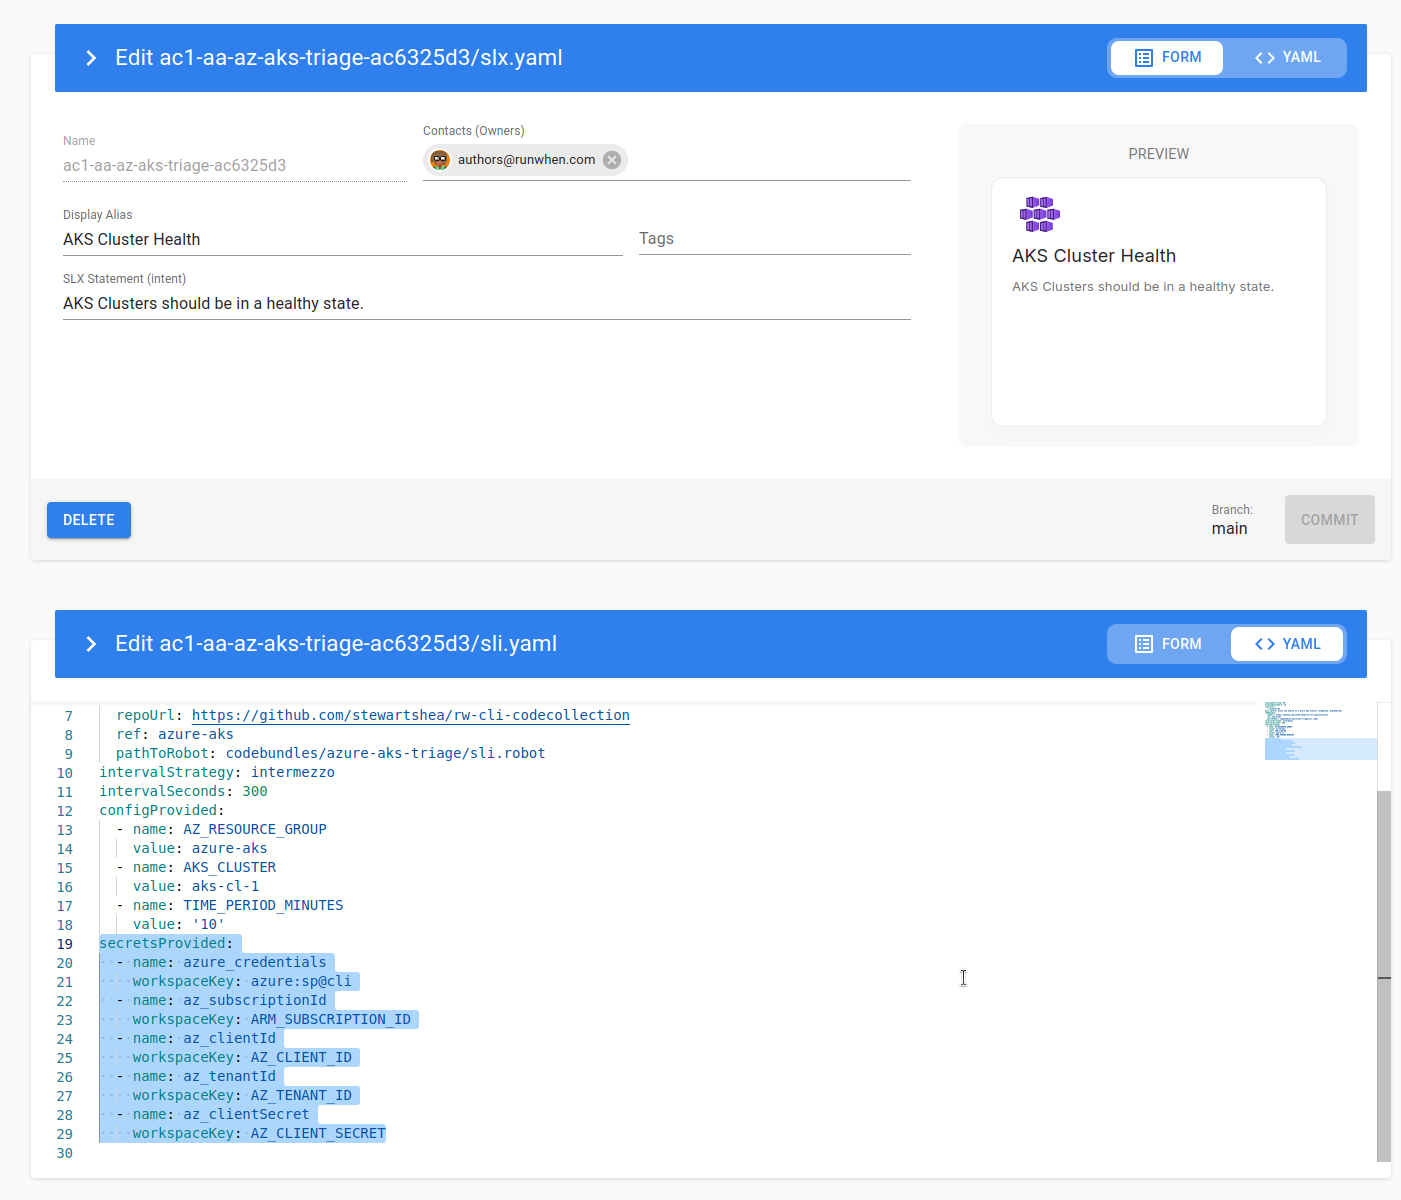 Edit ac1-aa-az-aks-triage-ac6325d3/slx.yaml
FORM
YAML
Name
ac1-aa-az-aks-triage-ac6325d3
Contacts (Owners)
authors@runwhen.com
Display Alias
AKS Cluster Health
Tags
SLX Statement (intent)
AKS Clusters should be in a healthy state.
PREVIEW
AKS Cluster Health
AKS Clusters should be in a healthy state.
DELETE
Branch:
main
COMMIT
Edit ac1-aa-az-aks-triage-ac6325d3/sli.yaml
FORM
YAML
7 repoUrl: https://github.com/stewartshea/rw-cli-codecollection
8 ref: azure-aks
9 pathToRobot: codebundles/azure-aks-triage/sli.robot
10 intervalStrategy: intermezzo
11 intervalSeconds: 300
12 configProvided:
13 - name: AZ_RESOURCE_GROUP
14 value: azure-aks
15 - name: AKS_CLUSTER
16 value: aks-cl-1
17 - name: TIME_PERIOD_MINUTES
18 value: '10'
19 secretsProvided:
20 - name: azure_credentials
21 workspaceKey: azure:sp@cli
22 - name: az_subscriptionId
23 workspaceKey: ARM_SUBSCRIPTION_ID
24 - name: az_clientId
25 workspaceKey: AZ_CLIENT_ID
26 - name: az_tenantId
27 workspaceKey: AZ_TENANT_ID
28 - name: az_clientSecret
29 workspaceKey: AZ_CLIENT_SECRET
30